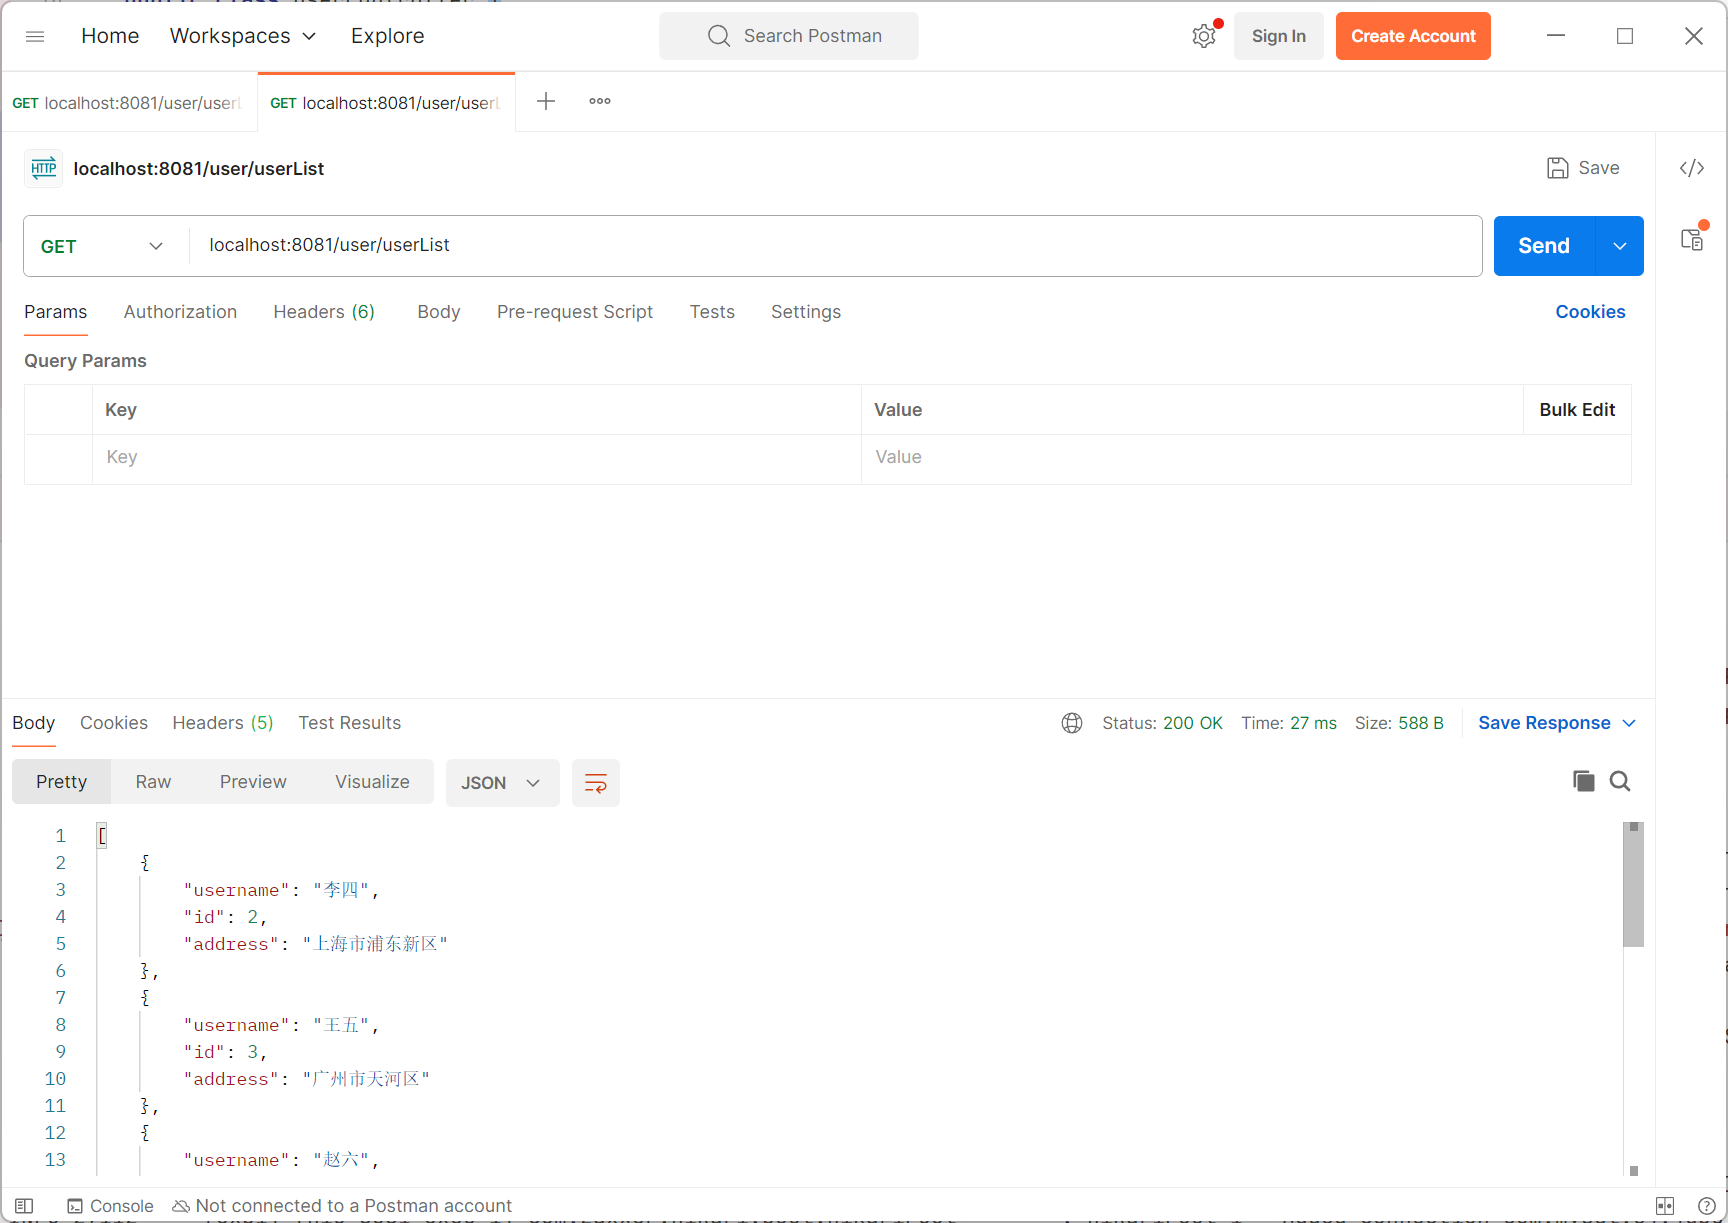 Home Workspaces Explore Search Postman Sign In Create Account
GET localhost:8081/user/userL GET localhost:8081/user/userL
HTTP localhost:8081/user/userList Save </>
GET localhost:8081/user/userList Send
Params Authorization Headers (6) Body Pre-request Script Tests Settings Cookies
Query Params
Key Value Bulk Edit
Key Value
Body Cookies Headers (5) Test Results Status: 200 OK Time: 27 ms Size: 588 B Save Response
Pretty Raw Preview Visualize JSON
1 [
2 {
3 "username": "李四",
4 "id": 2,
5 "address": "上海市浦东新区"
6 },
7 {
8 "username": "王五",
9 "id": 3,
10 "address": "广州市天河区"
11 },
12 {
13 "username": "赵六",
Console Not connected to a Postman account